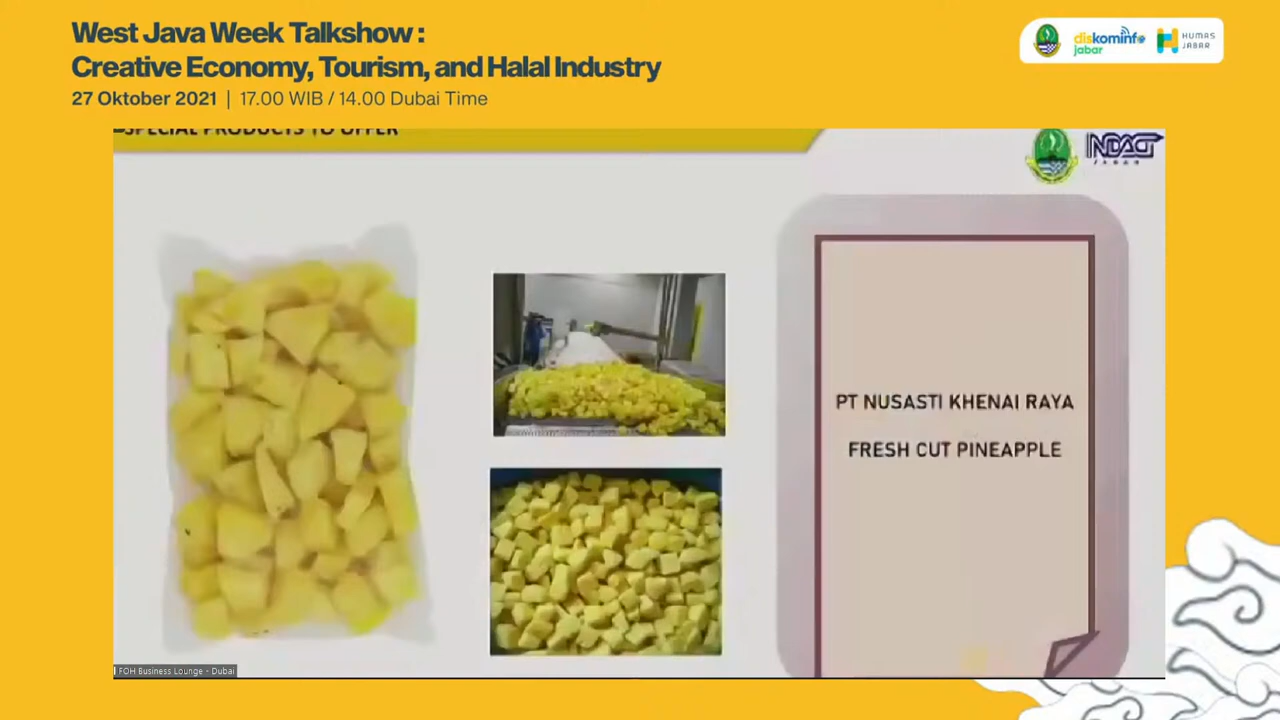 West Java Week Talkshow :
Creative Economy, Tourism, and Halal Industry
27 Oktober 2021 | 17.00 WIB / 14.00 Dubai Time
diskominfo
jabar
HUMAS
JABAR
SPECIAL PRODUCTS TO OFFER
INDAG
JABAR
PT NUSASTI KHENAI RAYA
FRESH CUT PINEAPPLE
FOH Business Lounge - Dubai